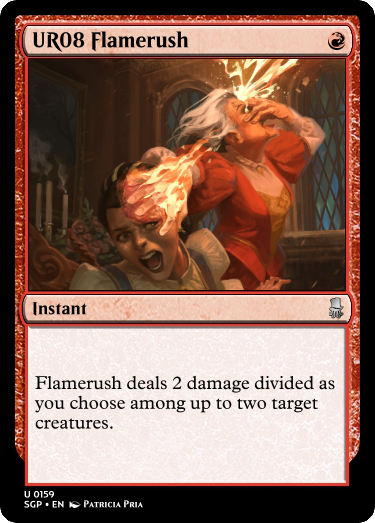 UR08 Flamerush
Instant
Flamerush deals 2 damage divided as
you choose among up to two target
creatures.
U 0159
SGP • EN Patricia Pria